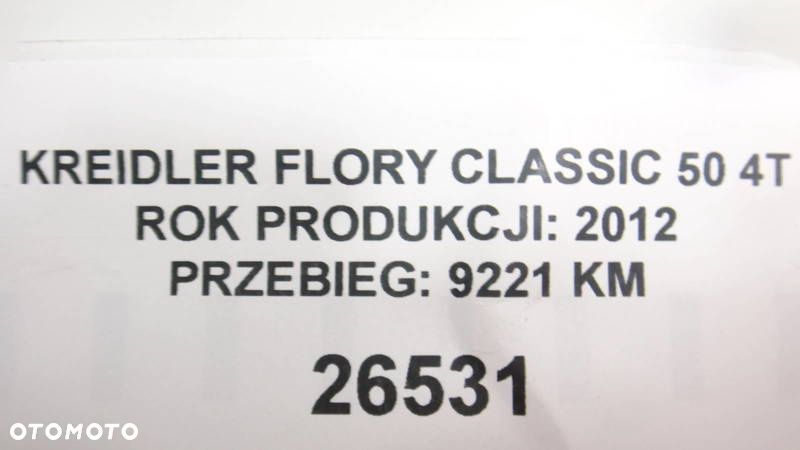 KREIDLER FLORY CLASSIC 50 4T
ROK PRODUKCJI: 2012
PRZEBIEG: 9221 KM
26531
OTOMOTO